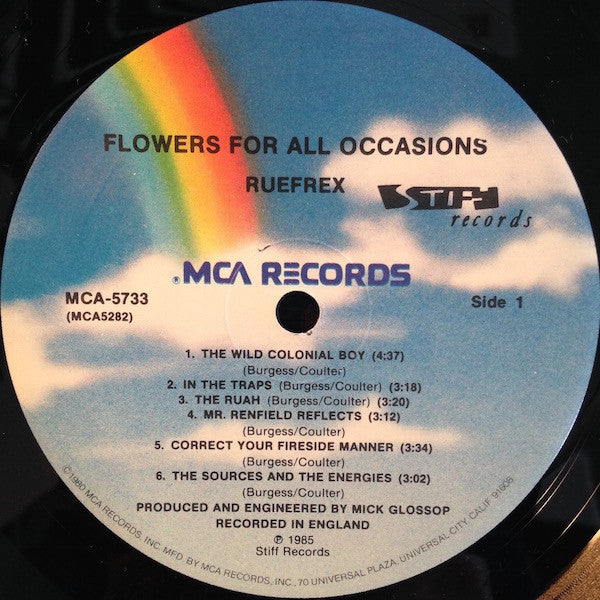 FLOWERS FOR ALL OCCASIONS
RUEFREX
STIFF
records
MCA RECORDS
MCA-5733
(MCA5282)
Side 1
1. THE WILD COLONIAL BOY (4:37)
(Burgess/Coulter)
2. IN THE TRAPS (Burgess/Coulter) (3:18)
3. THE RUAH (Burgess/Coulter) (3:20)
4. MR. RENFIELD REFLECTS (3:12)
(Burgess/Coulter)
5. CORRECT YOUR FIRESIDE MANNER (3:34)
(Burgess/Coulter)
6. THE SOURCES AND THE ENERGIES (3:02)
(Burgess/Coulter)
PRODUCED AND ENGINEERED BY MICK GLOSSOP
RECORDED IN ENGLAND
℗ 1985
Stiff Records
©1980 MCA RECORDS, INC. MFD. BY MCA RECORDS, INC., 70 UNIVERSAL PLAZA, UNIVERSAL CITY, CALIF. 91608